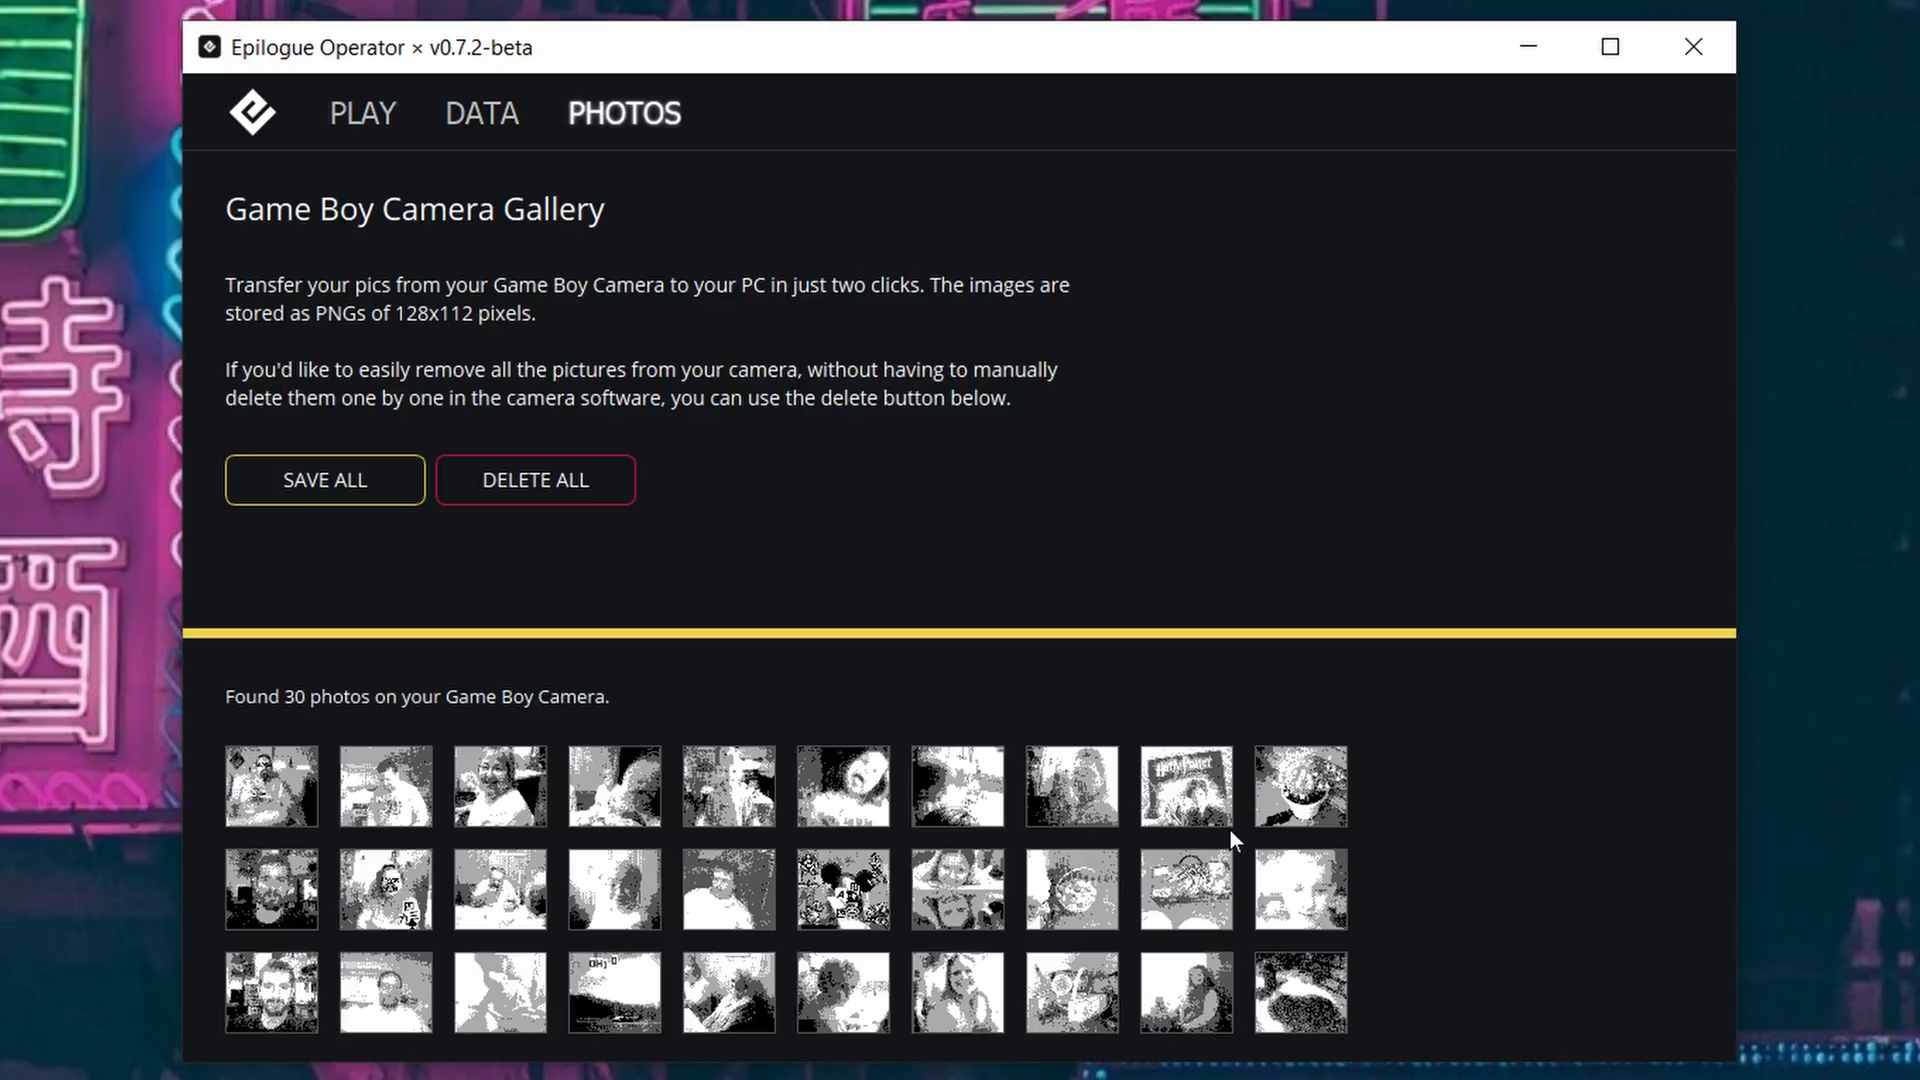 Epilogue Operator × v0.7.2-beta
PLAY DATA PHOTOS
Game Boy Camera Gallery
Transfer your pics from your Game Boy Camera to your PC in just two clicks. The images are
stored as PNGs of 128x112 pixels.
If you'd like to easily remove all the pictures from your camera, without having to manually
delete them one by one in the camera software, you can use the delete button below.
SAVE ALL DELETE ALL
Found 30 photos on your Game Boy Camera.
Harry Potter
OH!